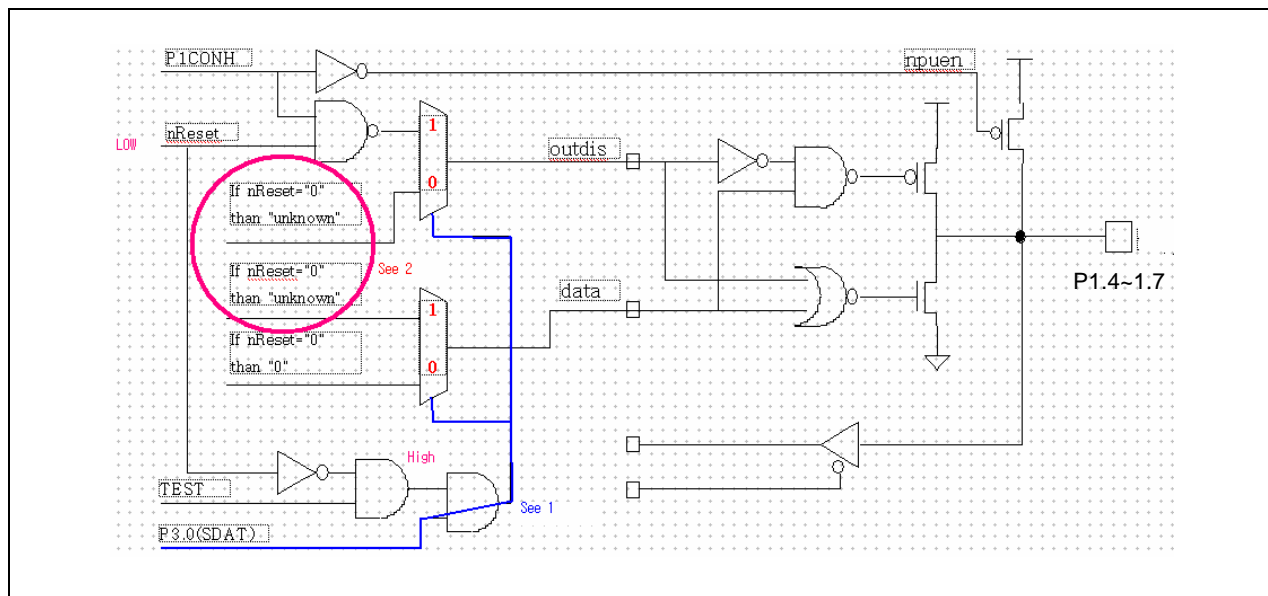 P1CONH
npuen
nReset
LOW
1
outdis
If nReset="0"
0
than "unknown"
See 2
If nReset="0"
than "unknown"
data
P1.4~1.7
1
If nReset="0"
than "0"
0
High
TEST
See 1
P3.0(SDAT)